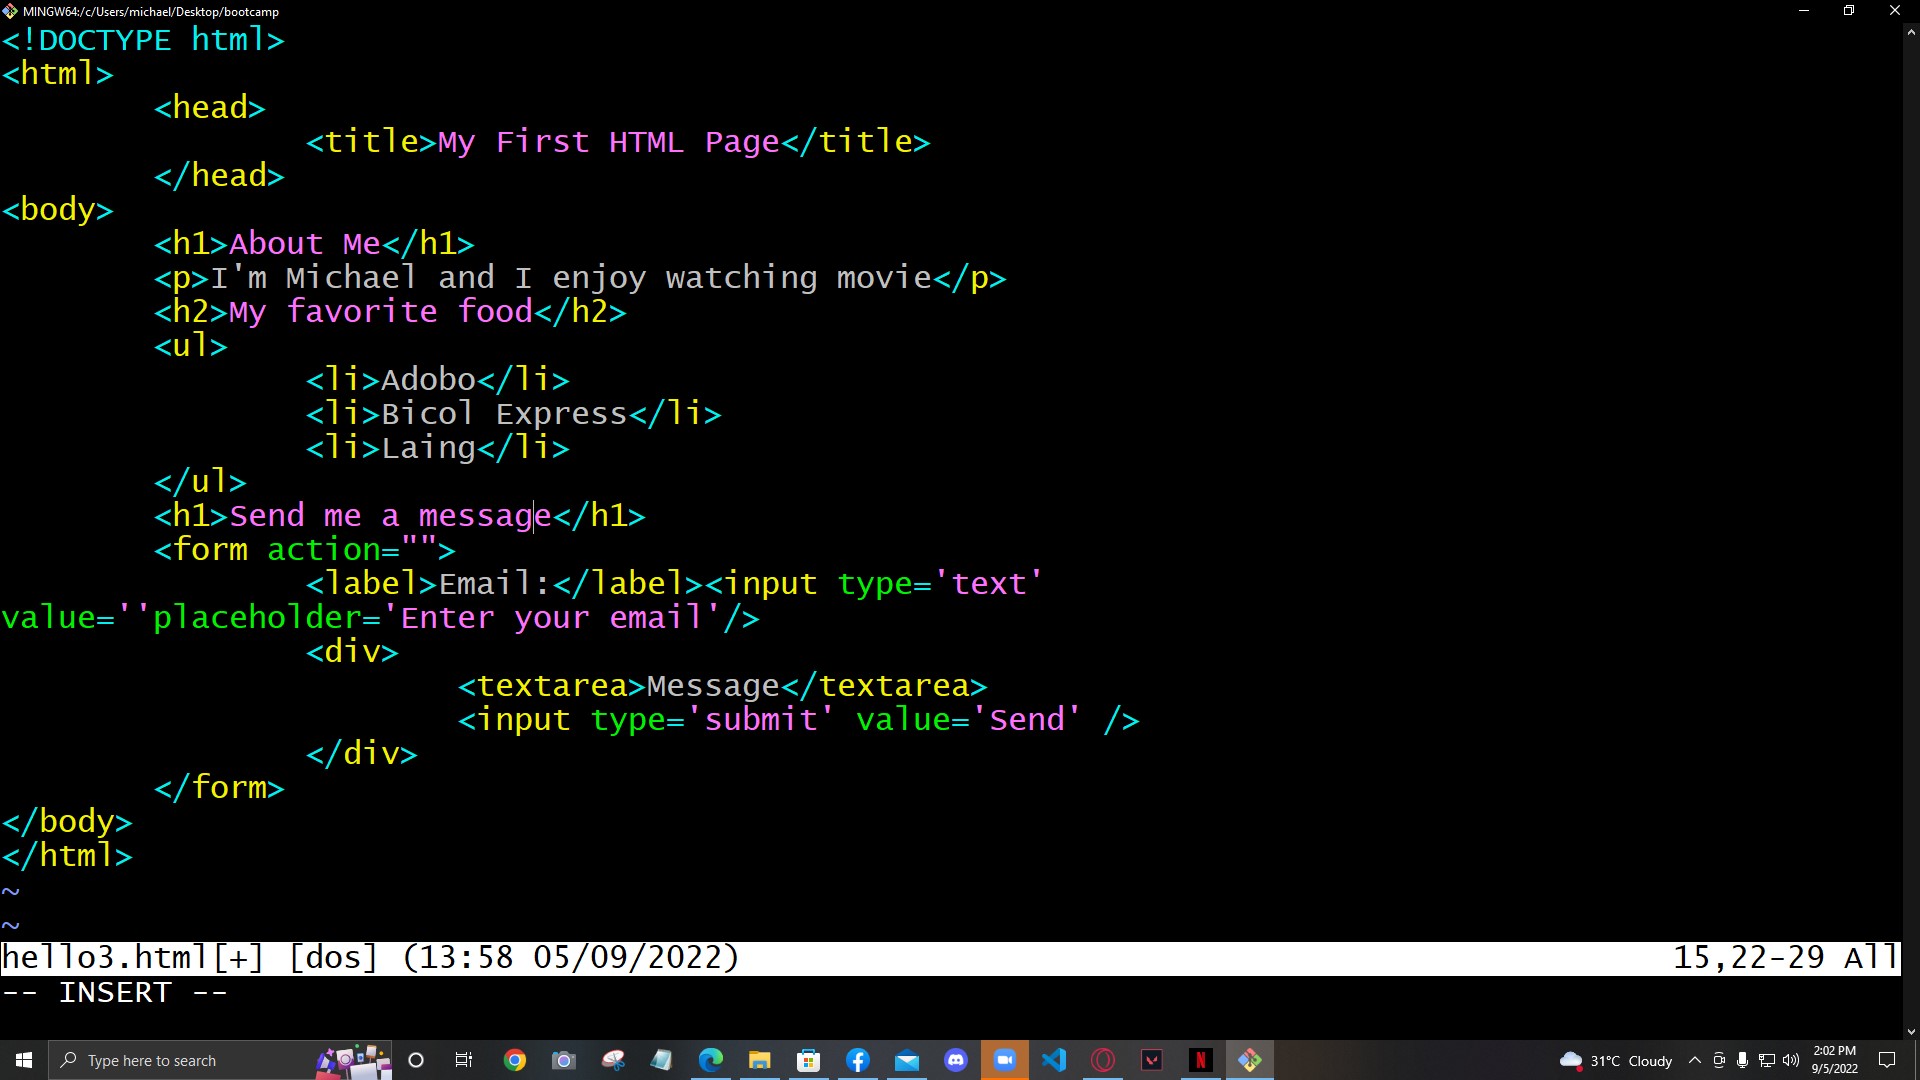 MINGW64:/c/Users/michael/Desktop/bootcamp
<!DOCTYPE html>
<html>
        <head>
                <title>My First HTML Page</title>
        </head>
<body>
        <h1>About Me</h1>
        <p>I'm Michael and I enjoy watching movie</p>
        <h2>My favorite food</h2>
        <ul>
                <li>Adobo</li>
                <li>Bicol Express</li>
                <li>Laing</li>
        </ul>
        <h1>Send me a message</h1>
        <form action="">
                <label>Email:</label><input type='text'
value=''placeholder='Enter your email'/>
                <div>
                        <textarea>Message</textarea>
                        <input type='submit' value='Send' />
                </div>
        </form>
</body>
</html>
~
~
hello3.html[+] [dos] (13:58 05/09/2022) 15,22-29 All
-- INSERT --
Type here to search
31°C Cloudy
2:02 PM
9/5/2022